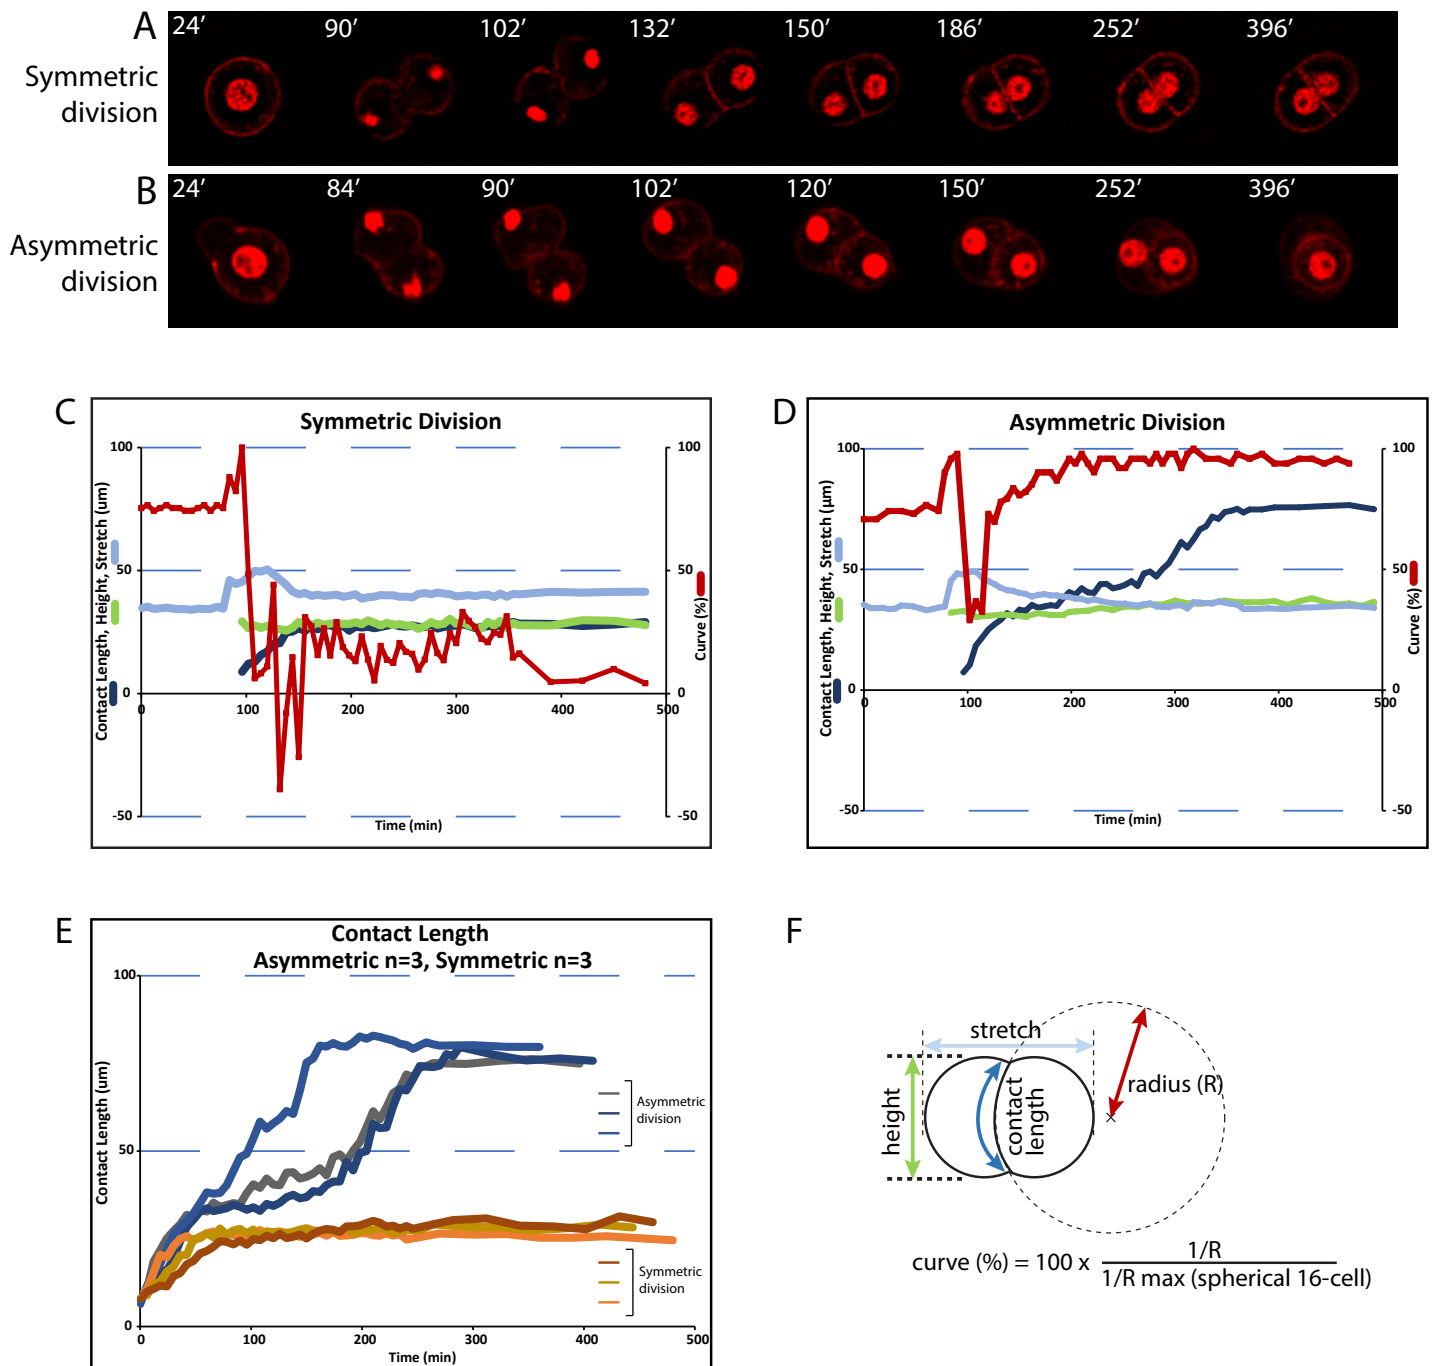 A
Symmetric
division
24′
90′
102′
132′
150′
186′
252′
396′
B
Asymmetric
division
24′
84′
90′
102′
120′
150′
252′
396′
C
Symmetric Division
100
50
0
-50
Contact Length, Height, Stretch (um)
0
100
200
300
400
500
Time (min)
100
50
0
-50
Curve (%)
D
Asymmetric Division
100
50
0
-50
Contact Length, Height, Stretch (µm)
0
100
200
300
400
500
Time (min)
100
50
0
-50
Curve (%)
E
Contact Length
Asymmetric n=3, Symmetric n=3
100
50
0
Contact Length (um)
Asymmetric
division
Symmetric
division
0
100
200
300
400
500
Time (min)
F
stretch
height
contact
length
radius (R)
curve (%) = 100 x
1/R
1/R max (spherical 16-cell)